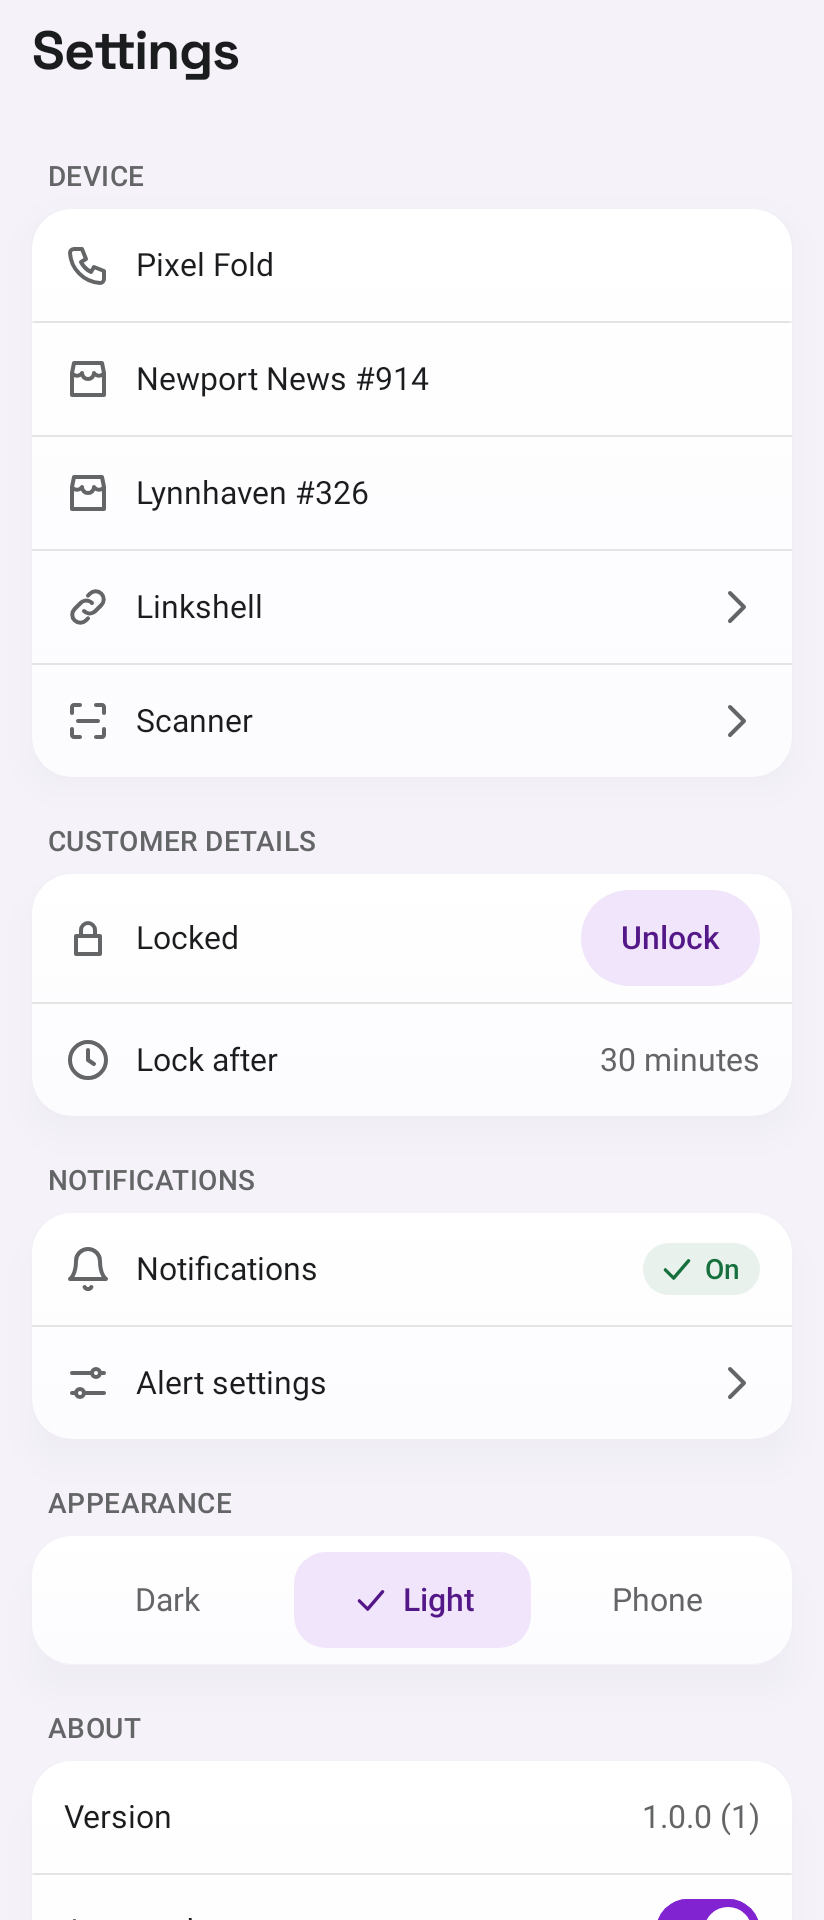 Settings
DEVICE
Pixel Fold
Newport News #914
Lynnhaven #326
Linkshell
Scanner
CUSTOMER DETAILS
Locked
Unlock
Lock after
30 minutes
NOTIFICATIONS
Notifications
On
Alert settings
APPEARANCE
Dark
Light
Phone
ABOUT
Version
1.0.0 (1)